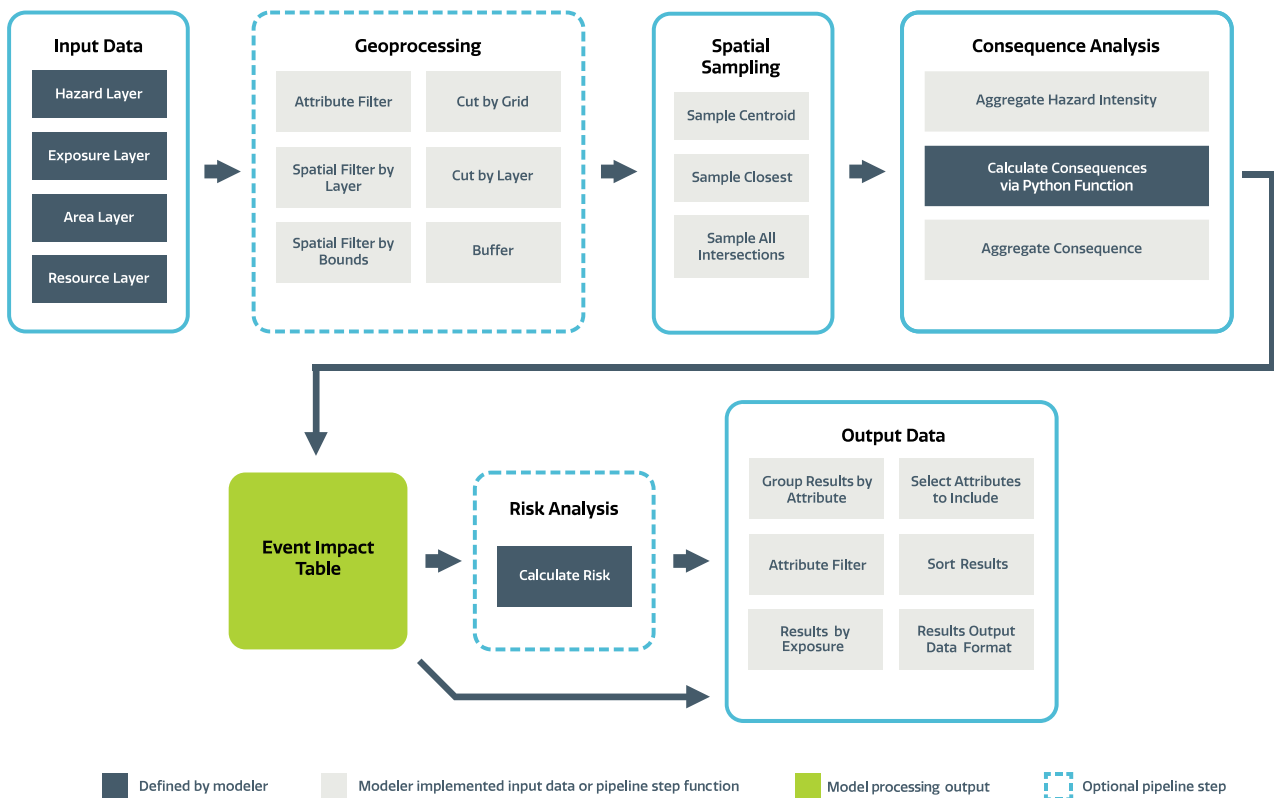 Input Data
Hazard Layer
Exposure Layer
Area Layer
Resource Layer
Geoprocessing
Attribute Filter
Cut by Grid
Spatial Filter by
Layer
Cut by Layer
Spatial Filter by
Bounds
Buffer
Spatial
Sampling
Sample Centroid
Sample Closest
Sample All
Intersections
Consequence Analysis
Aggregate Hazard Intensity
Calculate Consequences
via Python Function
Aggregate Consequence
Event Impact
Table
Risk Analysis
Calculate Risk
Output Data
Group Results by
Attribute
Select Attributes
to Include
Attribute Filter
Sort Results
Results by
Exposure
Results Output
Data Format
Defined by modeler
Modeler implemented input data or pipeline step function
Model processing output
Optional pipeline step